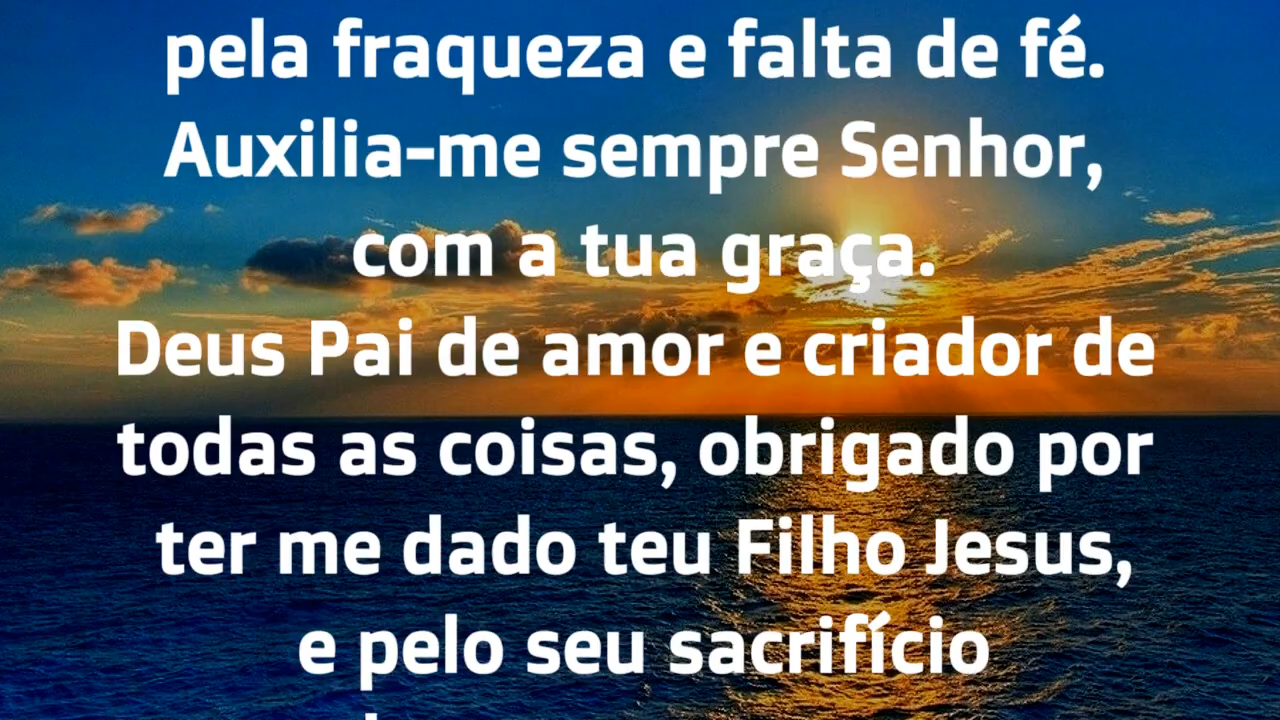 pela fraqueza e falta de fé.
Auxilia-me sempre Senhor,
com a tua graça.
Deus Pai de amor e criador de
todas as coisas, obrigado por
ter me dado teu Filho Jesus,
e pelo seu sacrifício